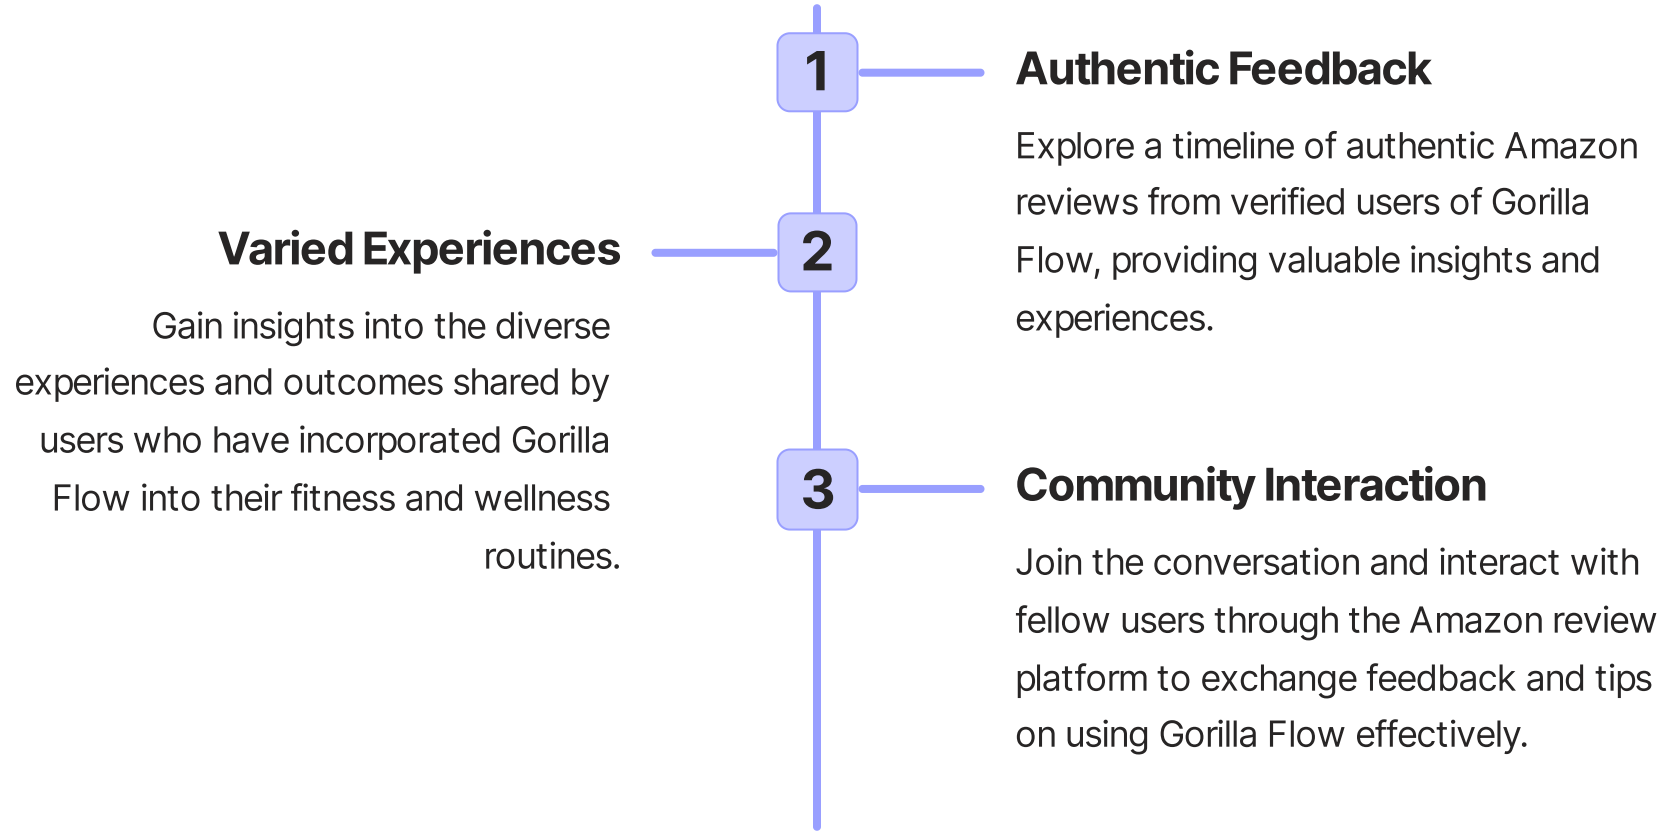 1
Authentic Feedback
Explore a timeline of authentic Amazon
reviews from verified users of Gorilla
Flow, providing valuable insights and
experiences.
2
Varied Experiences
Gain insights into the diverse
experiences and outcomes shared by
users who have incorporated Gorilla
Flow into their fitness and wellness
routines.
3
Community Interaction
Join the conversation and interact with
fellow users through the Amazon review
platform to exchange feedback and tips
on using Gorilla Flow effectively.